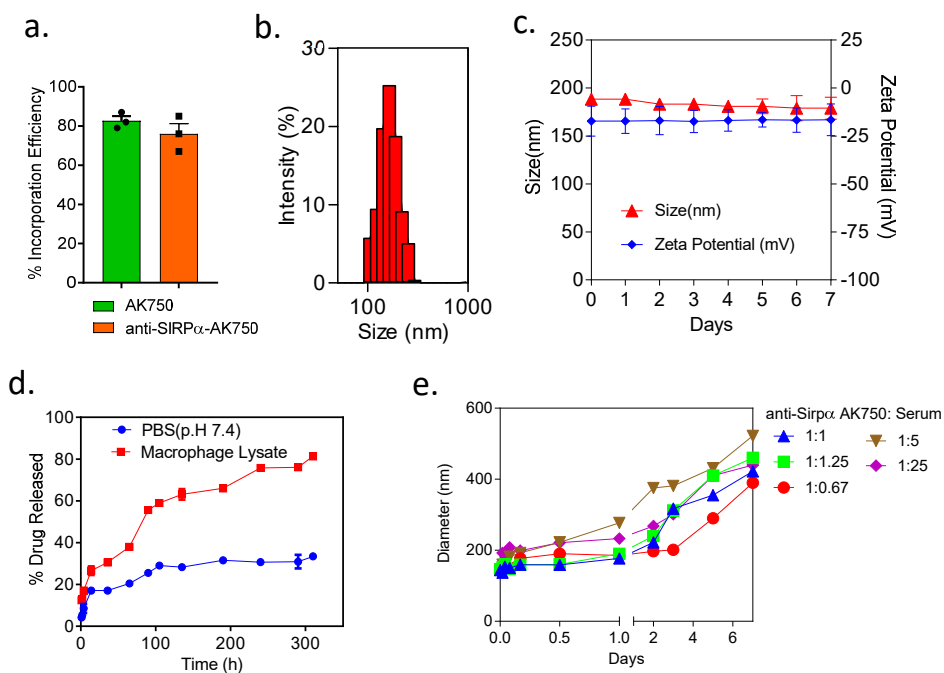 a.
% Incorporation Efficiency
100
80
60
40
20
0
AK750
anti-SIRPα-AK750
b.
Intensity (%)
30
20
10
0
100
1000
Size (nm)
c.
Size(nm)
250
200
150
100
50
0
25
0
-25
-50
-75
-100
Zeta Potential (mV)
Size(nm)
Zeta Potential (mV)
0 1 2 3 4 5 6 7
Days
d.
% Drug Released
100
80
60
40
20
0
PBS(p.H 7.4)
Macrophage Lysate
0 100 200 300
Time (h)
e.
Diameter (nm)
600
400
200
0
0.0 0.5 1.0 2 4 6
Days
anti-Sirpα AK750: Serum
1:1
1:5
1:1.25
1:25
1:0.67